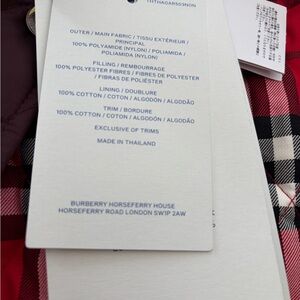 OUTER / MAIN FABRIC / TISSU EXTÉRIEUR /
PRINCIPAL
100% POLYAMIDE (NYLON) / POLIAMIDA /
POLIAMIDA (NYLON)
FILLING / REMBOURRAGE
100% POLYESTER FIBRES / FIBRES DE POLYESTER
/ FIBRAS DE POLIÉSTER
LINING / DOUBLURE
100% COTTON / COTON / ALGODÓN / ALGODÃO
TRIM / BORDURE
100% COTTON / COTON / ALGODÓN / ALGODÃO
EXCLUSIVE OF TRIMS
MADE IN THAILAND
BURBERRY HORSEFERRY HOUSE
HORSEFERRY ROAD LONDON SW1P 2AW